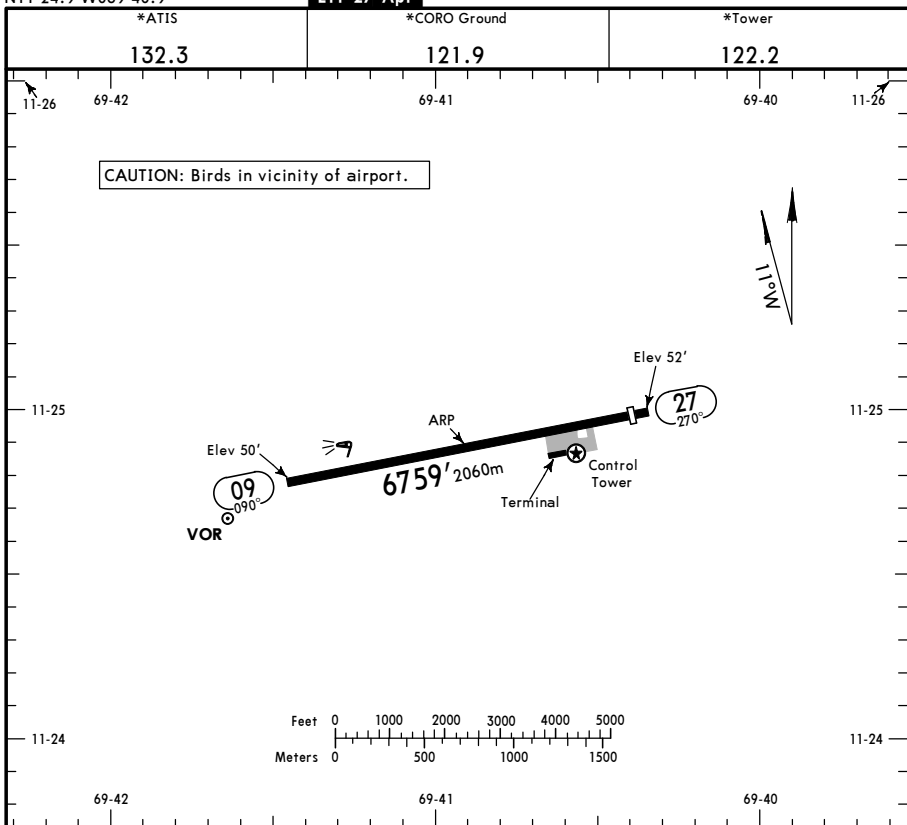 *ATIS *CORO Ground *Tower
132.3 121.9 122.2
11-26 69-42 69-41 69-40 11-26
CAUTION: Birds in vicinity of airport.
11°W
Elev 52'
27
270°
11-25 11-25
ARP
Elev 50'
6759' 2060m
Control
Tower
Terminal
09
090°
VOR
Feet 0 1000 2000 3000 4000 5000
Meters 0 500 1000 1500
11-24 11-24
69-42 69-41 69-40